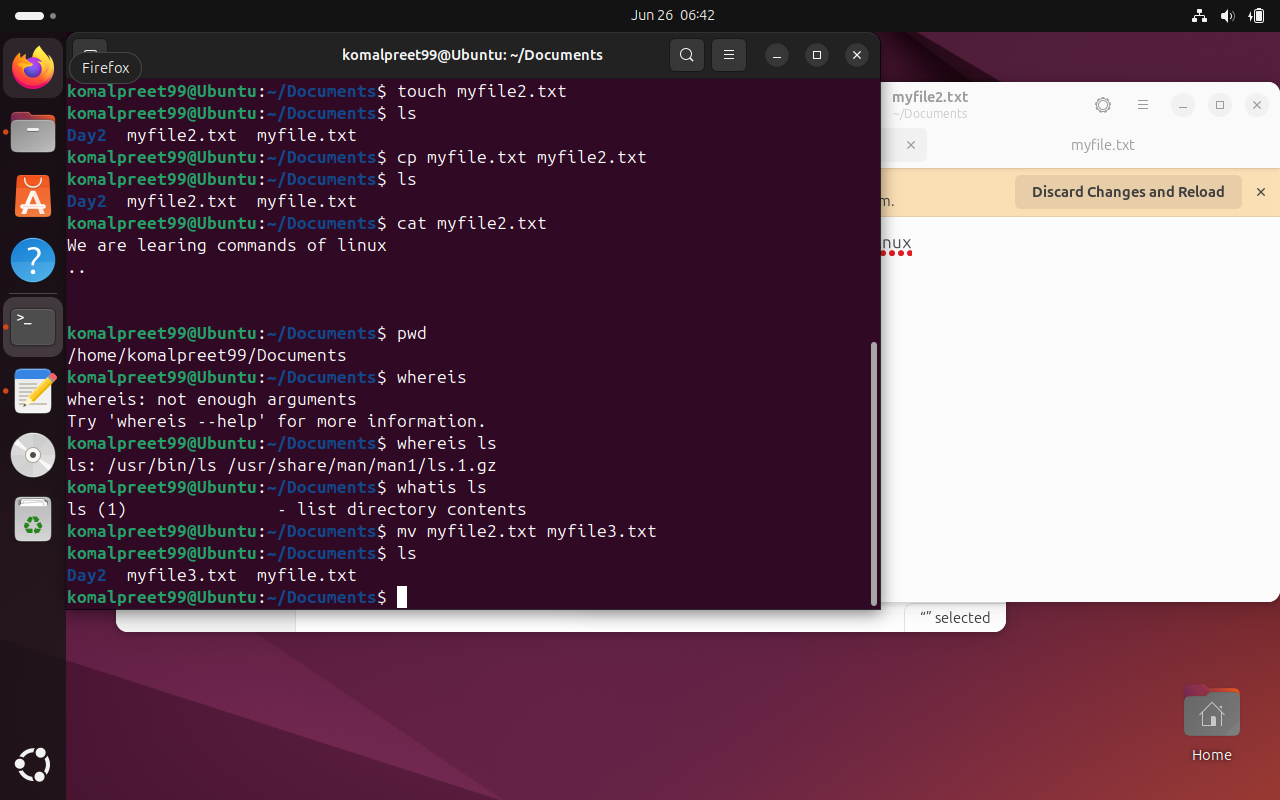 Jun 26 06:42
komalpreet99@Ubuntu: ~/Documents
Firefox
komalpreet99@Ubuntu:~/Documents$ touch myfile2.txt
komalpreet99@Ubuntu:~/Documents$ ls
Day2 myfile2.txt myfile.txt
komalpreet99@Ubuntu:~/Documents$ cp myfile.txt myfile2.txt
komalpreet99@Ubuntu:~/Documents$ ls
Day2 myfile2.txt myfile.txt
komalpreet99@Ubuntu:~/Documents$ cat myfile2.txt
We are learing commands of linux
..
komalpreet99@Ubuntu:~/Documents$ pwd
/home/komalpreet99/Documents
komalpreet99@Ubuntu:~/Documents$ whereis
whereis: not enough arguments
Try 'whereis --help' for more information.
komalpreet99@Ubuntu:~/Documents$ whereis ls
ls: /usr/bin/ls /usr/share/man/man1/ls.1.gz
komalpreet99@Ubuntu:~/Documents$ whatis ls
ls (1)               - list directory contents
komalpreet99@Ubuntu:~/Documents$ mv myfile2.txt myfile3.txt
komalpreet99@Ubuntu:~/Documents$ ls
Day2 myfile3.txt myfile.txt
komalpreet99@Ubuntu:~/Documents$
myfile2.txt
~/Documents
myfile.txt
m.
Discard Changes and Reload
nux
“” selected
Home